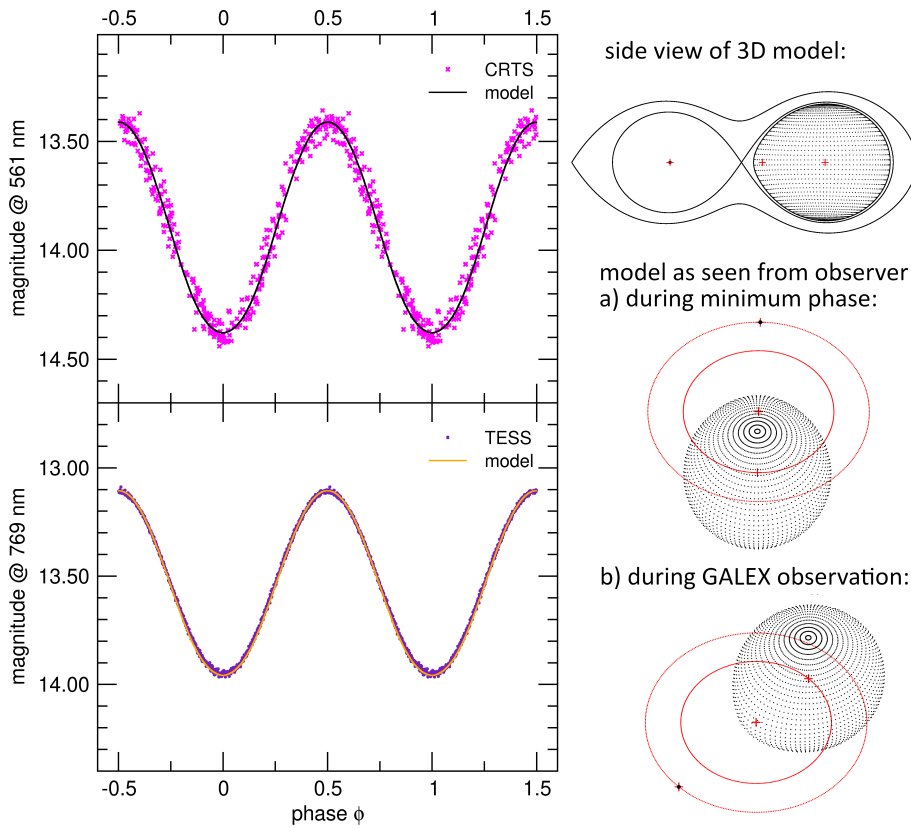 -0.5 0 0.5 1 1.5
CRTS
model
13.50
14.00
14.50
magnitude @ 561 nm
TESS
model
13.00
13.50
14.00
magnitude @ 769 nm
-0.5 0 0.5 1 1.5
phase ϕ
side view of 3D model:
model as seen from observer
a) during minimum phase:
b) during GALEX observation: